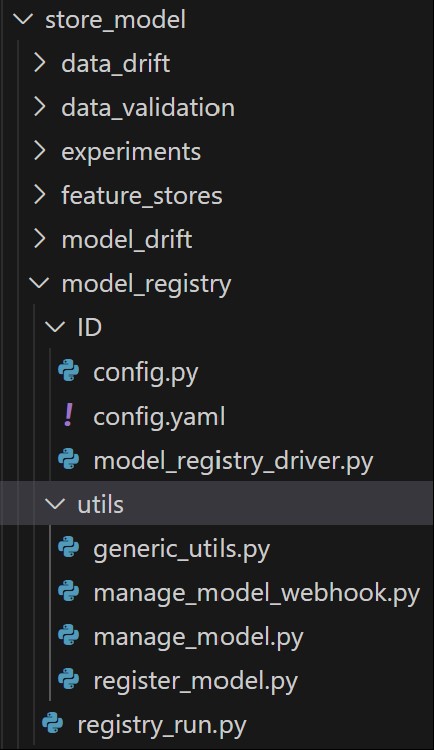 store_model
data_drift
data_validation
experiments
feature_stores
model_drift
model_registry
ID
config.py
! config.yaml
model_registry_driver.py
utils
generic_utils.py
manage_model_webhook.py
manage_model.py
register_model.py
registry_run.py